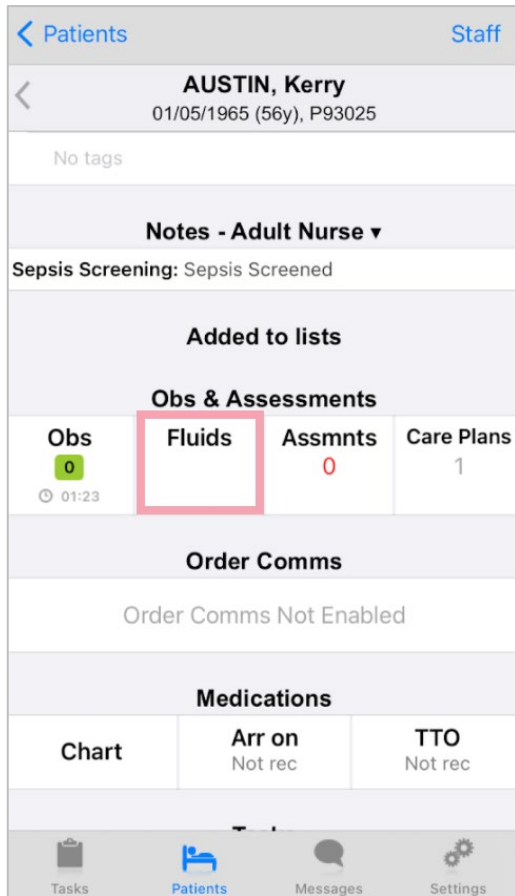 Patients Staff
AUSTIN, Kerry
01/05/1965 (56y), P93025
No tags
Notes - Adult Nurse ▾
Sepsis Screening: Sepsis Screened
Added to lists
Obs & Assessments
Obs Fluids Assmnts Care Plans
0 0 1
01:23
Order Comms
Order Comms Not Enabled
Medications
Chart Arr on TTO
Not rec Not rec
Tasks Patients Messages Settings